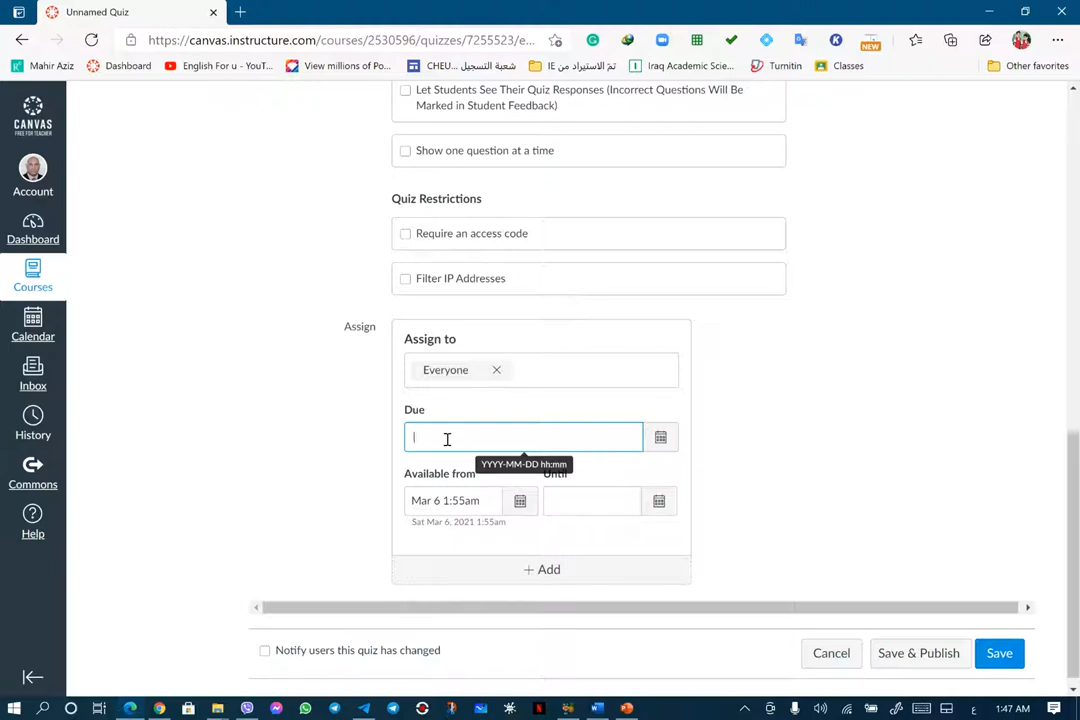 Unnamed Quiz
https://canvas.instructure.com/courses/2530596/quizzes/7255523/e...
NEW
Mahir Aziz
Dashboard
English For u - YouT...
View millions of Po...
CHEU... شعبة التسجيل
تم الاستيراد من IE
Iraq Academic Scie...
Turnitin
Classes
Other favorites
CANVAS
FREE FOR TEACHER
Account
Dashboard
Courses
Calendar
Inbox
History
Commons
Help
Let Students See Their Quiz Responses (Incorrect Questions Will Be
Marked in Student Feedback)
Show one question at a time
Quiz Restrictions
Require an access code
Filter IP Addresses
Assign
Assign to
Everyone
Due
YYYY-MM-DD hh:mm
Available from
Until
Mar 6 1:55am
Sat Mar 6, 2021 1:55am
+ Add
Notify users this quiz has changed
Cancel
Save & Publish
Save
ع
1:47 AM